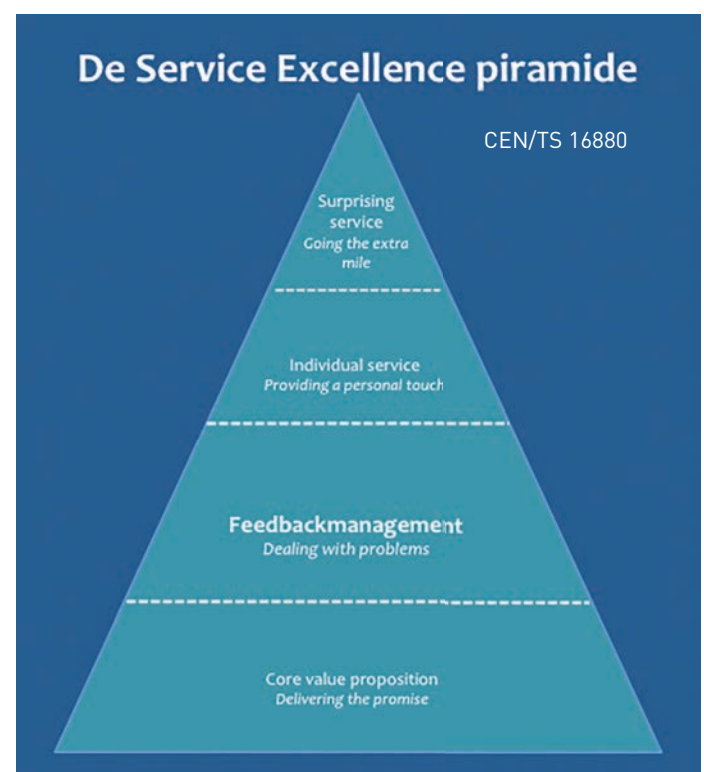 De Service Excellence piramide
CEN/TS 16880
Surprising
service
Going the extra
mile
Individual service
Providing a personal touch
Feedbackmanagement
Dealing with problems
Core value proposition
Delivering the promise